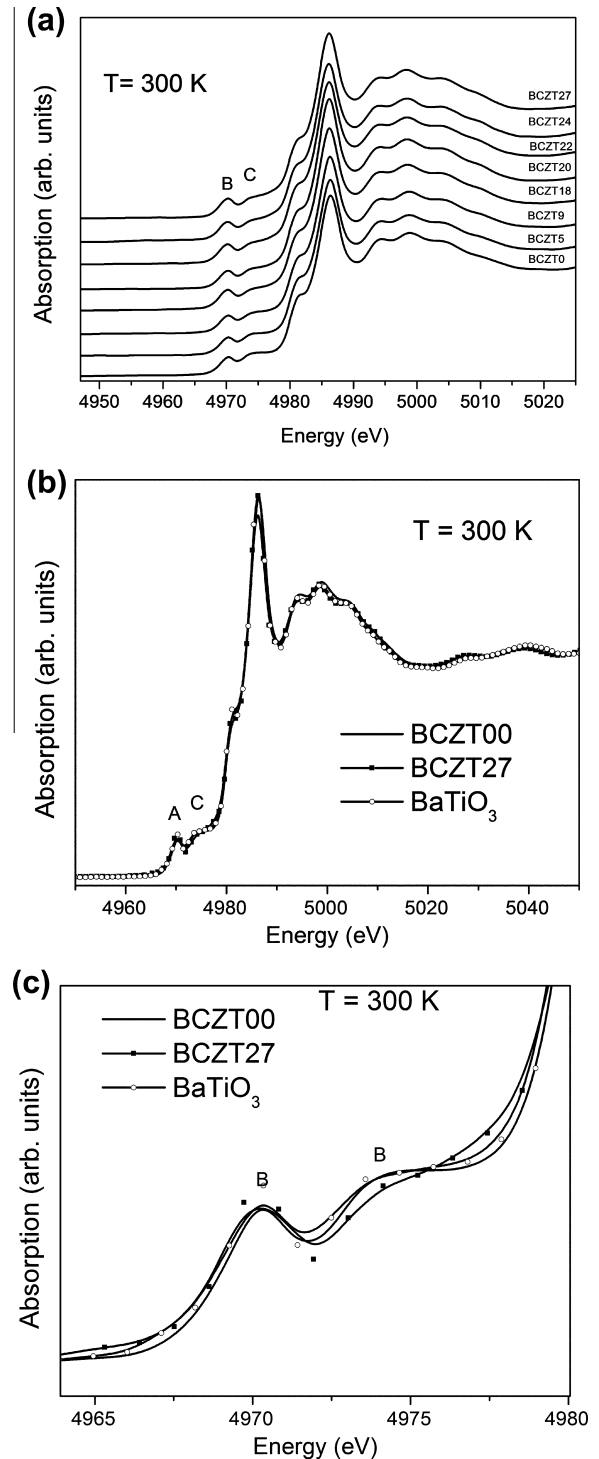 (a)
T= 300 K
B C
BCZT27
BCZT24
BCZT22
BCZT20
BCZT18
BCZT9
BCZT5
BCZT0
Absorption (arb. units)
4950 4960 4970 4980 4990 5000 5010 5020
Energy (eV)
(b)
T = 300 K
BCZT00
BCZT27
BaTiO3
A C
Absorption (arb. units)
4960 4980 5000 5020 5040
Energy (eV)
(c)
T = 300 K
BCZT00
BCZT27
BaTiO3
B B
Absorption (arb. units)
4965 4970 4975 4980
Energy (eV)